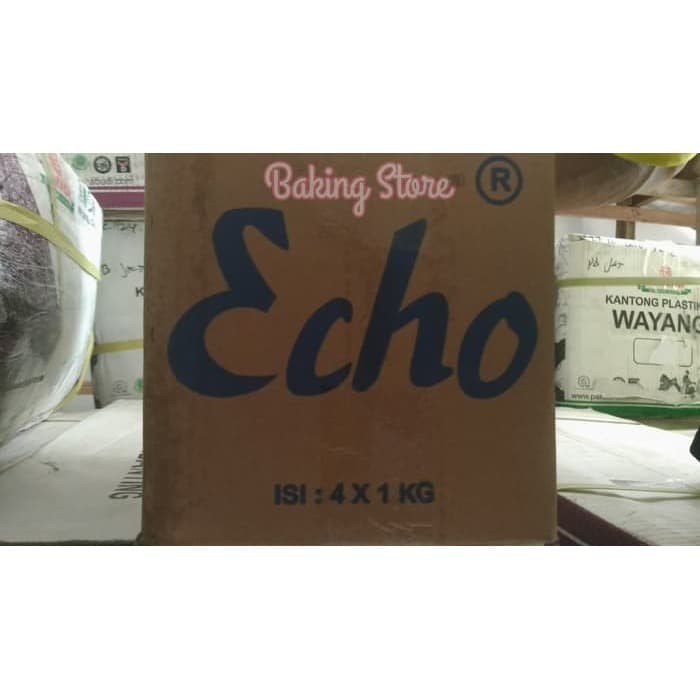 Baking Store ®
Echo
ISI : 4 X 1 KG
KANTONG PLASTIK
WAYANG